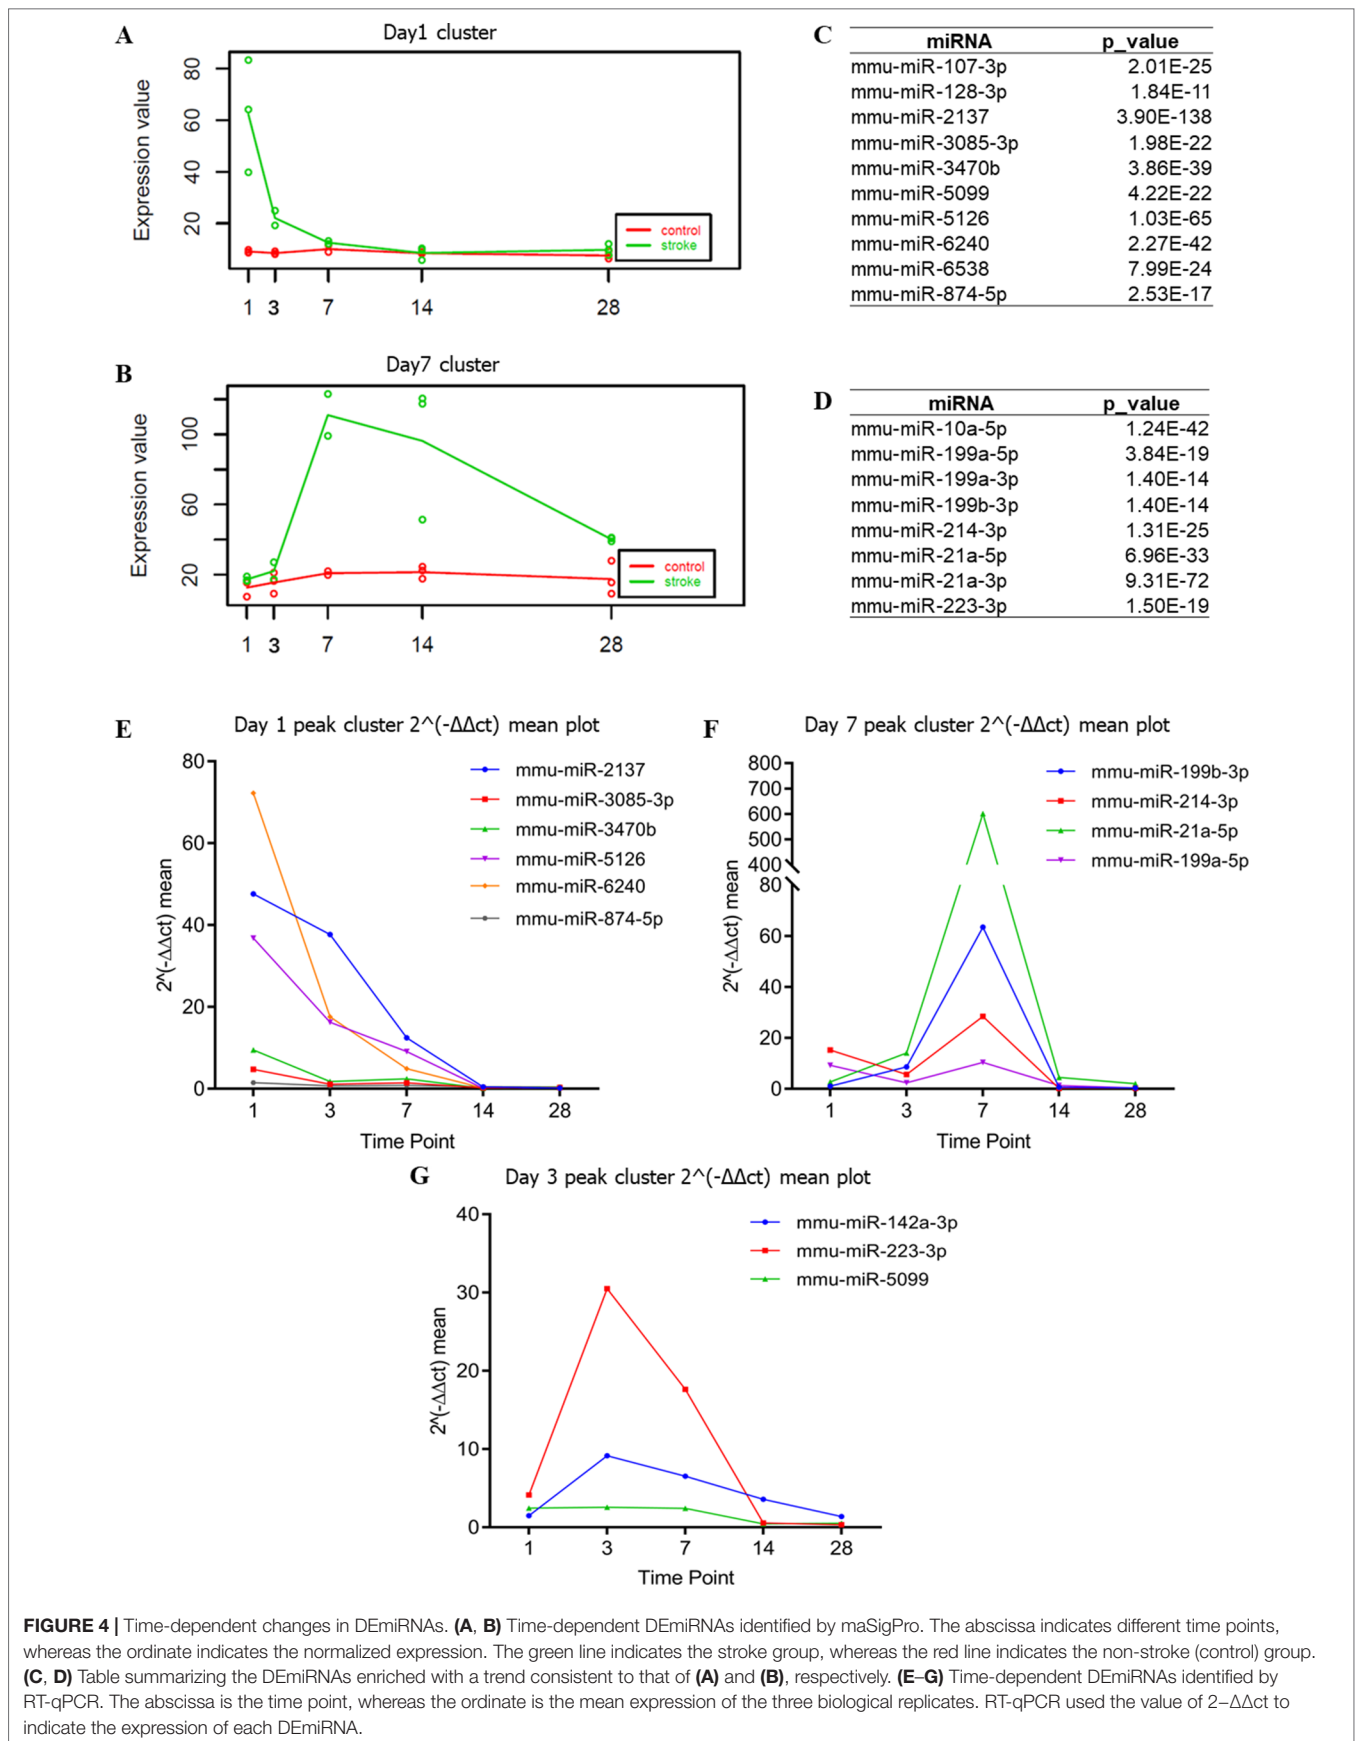 A
Day1 cluster
Expression value
80
60
40
20
control
stroke
1 3 7 14 28
C
miRNA p_value
mmu-miR-107-3p 2.01E-25
mmu-miR-128-3p 1.84E-11
mmu-miR-2137 3.90E-138
mmu-miR-3085-3p 1.98E-22
mmu-miR-3470b 3.86E-39
mmu-miR-5099 4.22E-22
mmu-miR-5126 1.03E-65
mmu-miR-6240 2.27E-42
mmu-miR-6538 7.99E-24
mmu-miR-874-5p 2.53E-17
B
Day7 cluster
Expression value
100
60
20
control
stroke
1 3 7 14 28
D
miRNA p_value
mmu-miR-10a-5p 1.24E-42
mmu-miR-199a-5p 3.84E-19
mmu-miR-199a-3p 1.40E-14
mmu-miR-199b-3p 1.40E-14
mmu-miR-214-3p 1.31E-25
mmu-miR-21a-5p 6.96E-33
mmu-miR-21a-3p 9.31E-72
mmu-miR-223-3p 1.50E-19
E
Day 1 peak cluster 2^(-ΔΔct) mean plot
2^(-ΔΔct) mean
80
60
40
20
0
mmu-miR-2137
mmu-miR-3085-3p
mmu-miR-3470b
mmu-miR-5126
mmu-miR-6240
mmu-miR-874-5p
1 3 7 14 28
Time Point
F
Day 7 peak cluster 2^(-ΔΔct) mean plot
2^(-ΔΔct) mean
800
700
600
500
400
80
60
40
20
0
mmu-miR-199b-3p
mmu-miR-214-3p
mmu-miR-21a-5p
mmu-miR-199a-5p
1 3 7 14 28
Time Point
G
Day 3 peak cluster 2^(-ΔΔct) mean plot
2^(-ΔΔct) mean
40
30
20
10
0
mmu-miR-142a-3p
mmu-miR-223-3p
mmu-miR-5099
1 3 7 14 28
Time Point
FIGURE 4 | Time-dependent changes in DEmiRNAs. (A, B) Time-dependent DEmiRNAs identified by maSigPro. The abscissa indicates different time points,
whereas the ordinate indicates the normalized expression. The green line indicates the stroke group, whereas the red line indicates the non-stroke (control) group.
(C, D) Table summarizing the DEmiRNAs enriched with a trend consistent to that of (A) and (B), respectively. (E–G) Time-dependent DEmiRNAs identified by
RT-qPCR. The abscissa is the time point, whereas the ordinate is the mean expression of the three biological replicates. RT-qPCR used the value of 2−ΔΔct to
indicate the expression of each DEmiRNA.